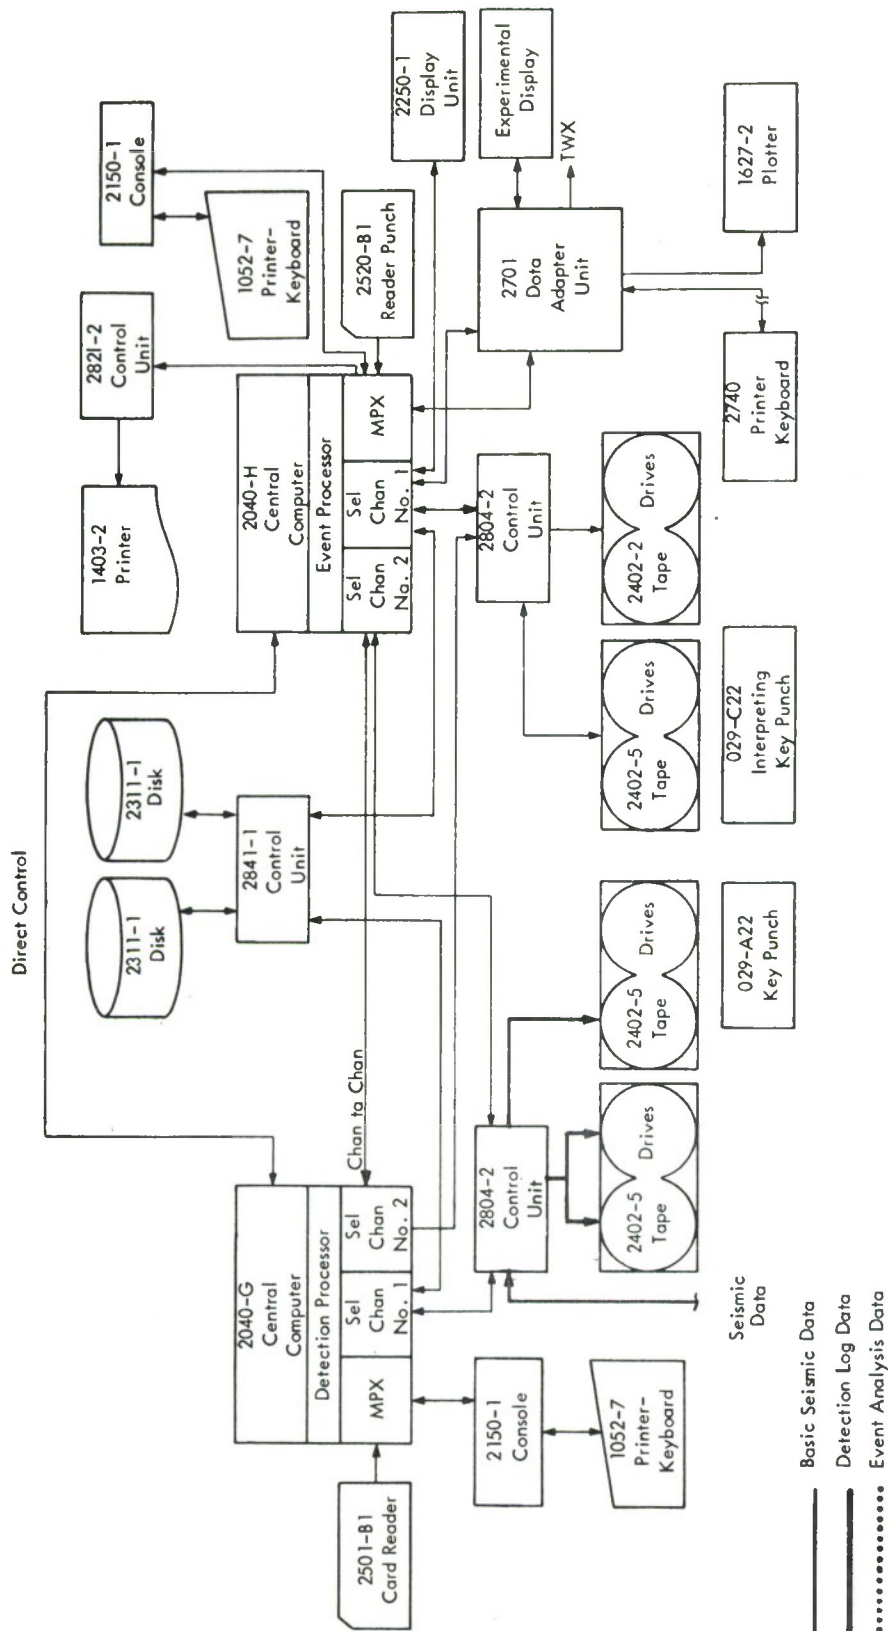 Direct Control
2311-1
Disk
2311-1
Disk
2841-1
Control
Unit
1403-2
Printer
2821-2
Control
Unit
2150-1
Console
1052-7
Printer-
Keyboard
2520-B1
Reader Punch
2250-1
Display
Unit
Experimental
Display
TWX
2040-G
Central
Computer
Detection Processor
MPX
Sel
Chan
No. 1
Sel
Chan
No. 2
Chan to Chan
2040-H
Central
Computer
Event Processor
Sel
Chan
No. 2
Sel
Chan
No. 1
MPX
2501-B1
Card Reader
2150-1
Console
1052-7
Printer-
Keyboard
2804-2
Control
Unit
2804-2
Control
Unit
2701
Data
Adapter
Unit
Seismic
Data
2402-5
Tape
Drives
2402-5
Tape
Drives
2402-5
Tape
Drives
2402-2
Tape
Drives
029-A22
Key Punch
029-C22
Interpreting
Key Punch
2740
Printer
Keyboard
1627-2
Plotter
Basic Seismic Data
Detection Log Data
Event Analysis Data